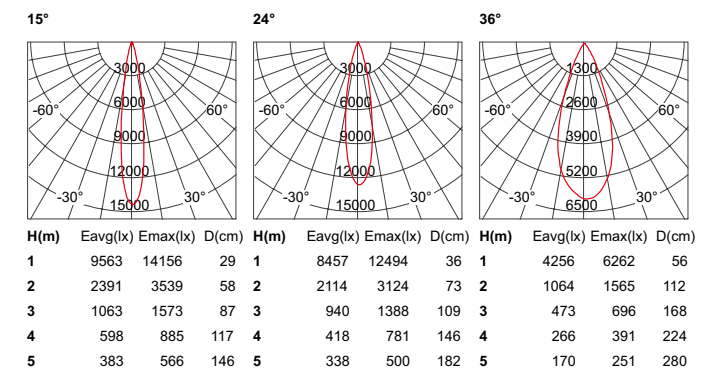 15° 24° 36°
3000 3000 1300
6000 6000 2600
-60° 60° -60° 60° -60° 60°
9000 9000 3900
12000 12000 5200
-30° 30° -30° 30° -30° 30°
15000 15000 6500
H(m) Eavg(lx) Emax(lx) D(cm) H(m) Eavg(lx) Emax(lx) D(cm) H(m) Eavg(lx) Emax(lx) D(cm)
1 9563 14156 29 1 8457 12494 36 1 4256 6262 56
2 2391 3539 58 2 2114 3124 73 2 1064 1565 112
3 1063 1573 87 3 940 1388 109 3 473 696 168
4 598 885 117 4 418 781 146 4 266 391 224
5 383 566 146 5 338 500 182 5 170 251 280